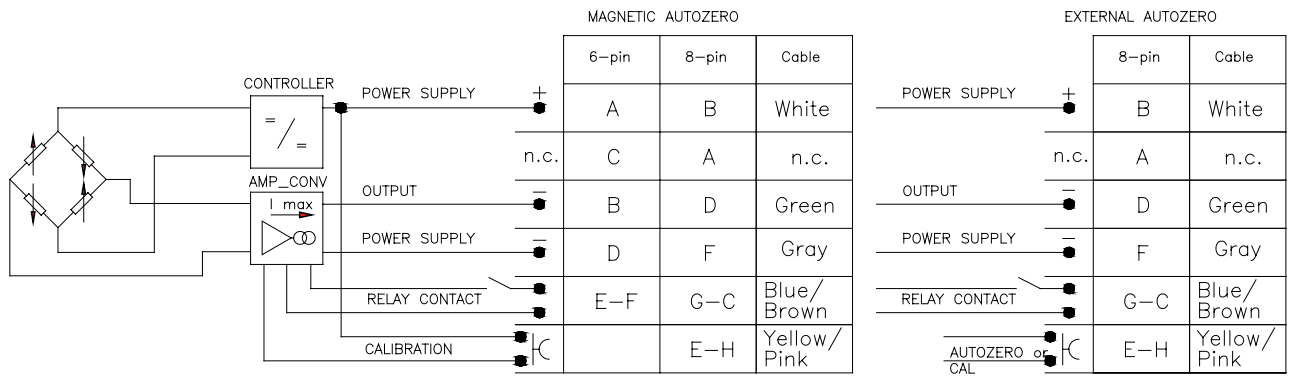 MAGNETIC AUTOZERO EXTERNAL AUTOZERO
6-pin 8-pin Cable 8-pin Cable
CONTROLLER
= / =
POWER SUPPLY + A B White POWER SUPPLY + B White
n.c. C A n.c. n.c. A n.c.
AMP_CONV
I max
OUTPUT – B D Green OUTPUT – D Green
POWER SUPPLY – D F Gray POWER SUPPLY – F Gray
RELAY CONTACT E-F G-C Blue/ RELAY CONTACT G-C Blue/
Brown Brown
CALIBRATION E-H Yellow/ AUTOZERO or E-H Yellow/
Pink CAL Pink